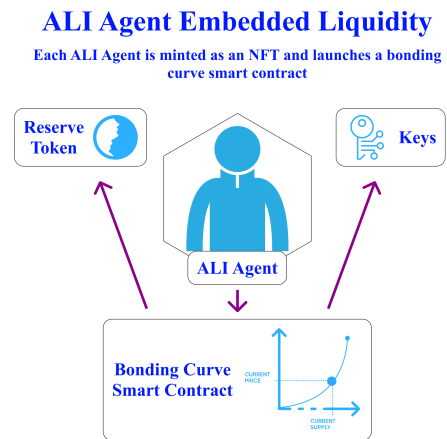 ALI Agent Embedded Liquidity
Each ALI Agent is minted as an NFT and launches a bonding
curve smart contract
Reserve
Token
Keys
ALI Agent
Bonding Curve
Smart Contract
CURRENT
PRICE
CURRENT
SUPPLY